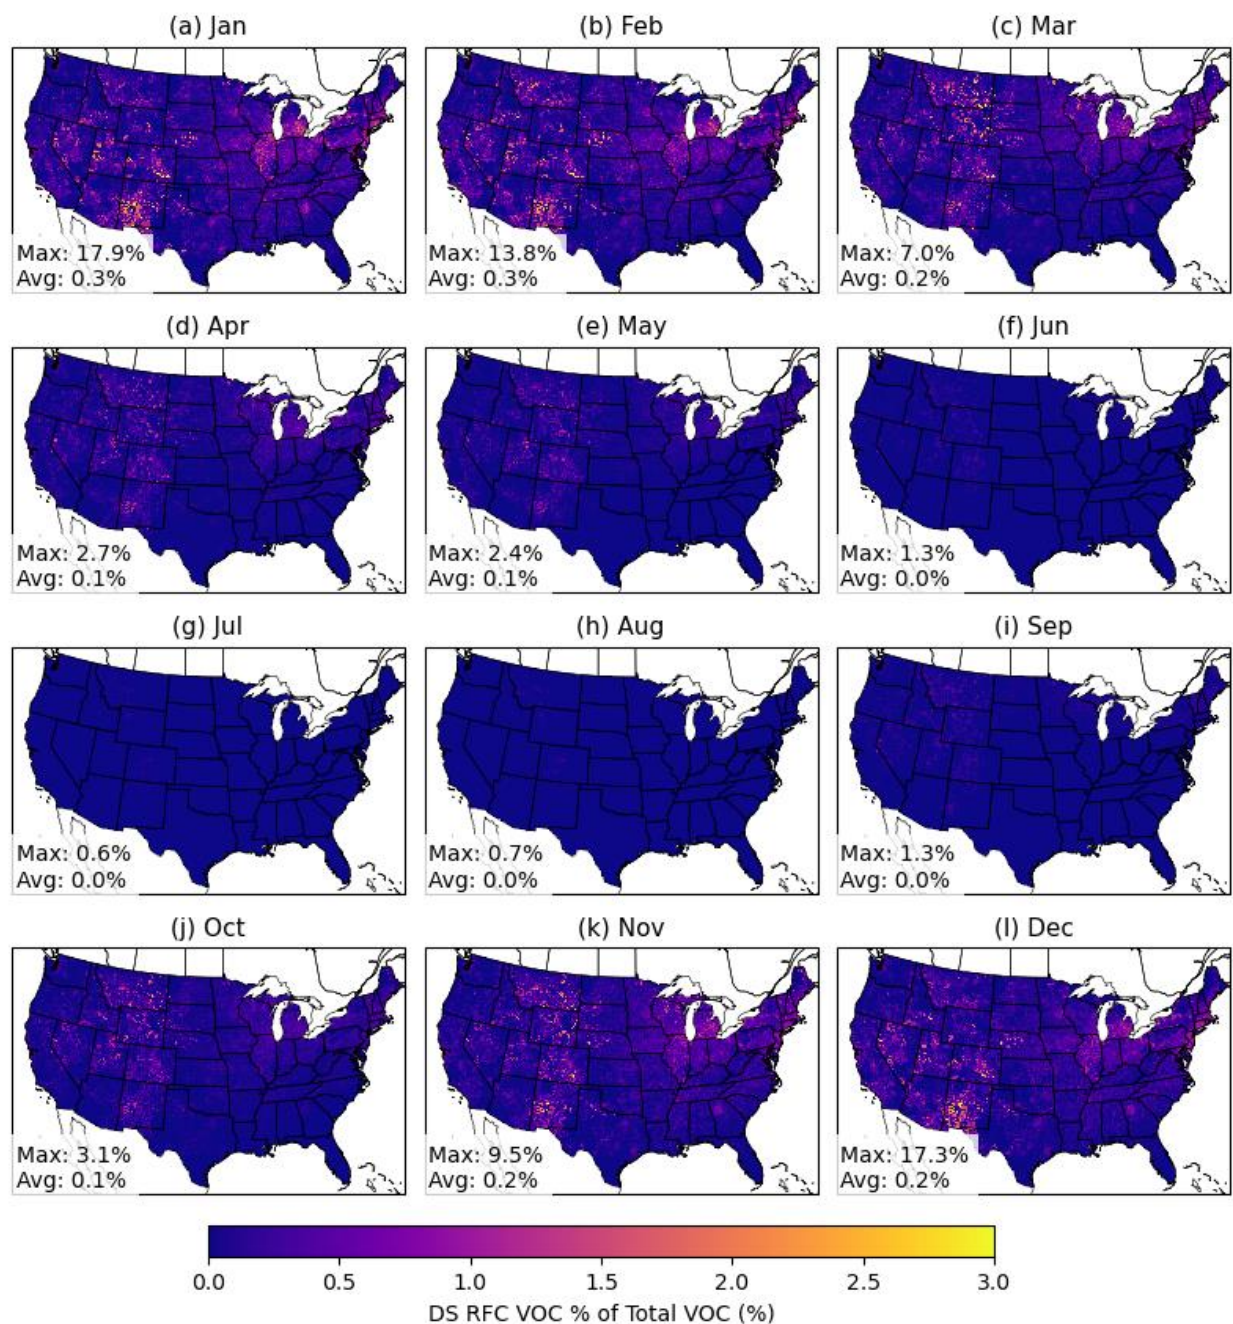 (a) Jan
(b) Feb
(c) Mar
Max: 17.9%
Avg: 0.3%
Max: 13.8%
Avg: 0.3%
Max: 7.0%
Avg: 0.2%
(d) Apr
(e) May
(f) Jun
Max: 2.7%
Avg: 0.1%
Max: 2.4%
Avg: 0.1%
Max: 1.3%
Avg: 0.0%
(g) Jul
(h) Aug
(i) Sep
Max: 0.6%
Avg: 0.0%
Max: 0.7%
Avg: 0.0%
Max: 1.3%
Avg: 0.0%
(j) Oct
(k) Nov
(l) Dec
Max: 3.1%
Avg: 0.1%
Max: 9.5%
Avg: 0.2%
Max: 17.3%
Avg: 0.2%
0.0 0.5 1.0 1.5 2.0 2.5 3.0
DS RFC VOC % of Total VOC (%)